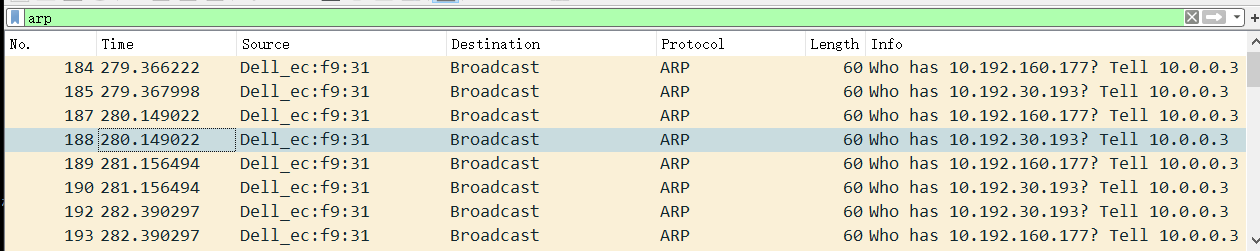 arp
No. Time Source Destination Protocol Length Info
184 279.366222 Dell_ec:f9:31 Broadcast ARP 60 Who has 10.192.160.177? Tell 10.0.0.3
185 279.367998 Dell_ec:f9:31 Broadcast ARP 60 Who has 10.192.30.193? Tell 10.0.0.3
187 280.149022 Dell_ec:f9:31 Broadcast ARP 60 Who has 10.192.160.177? Tell 10.0.0.3
188 280.149022 Dell_ec:f9:31 Broadcast ARP 60 Who has 10.192.30.193? Tell 10.0.0.3
189 281.156494 Dell_ec:f9:31 Broadcast ARP 60 Who has 10.192.160.177? Tell 10.0.0.3
190 281.156494 Dell_ec:f9:31 Broadcast ARP 60 Who has 10.192.30.193? Tell 10.0.0.3
192 282.390297 Dell_ec:f9:31 Broadcast ARP 60 Who has 10.192.160.177? Tell 10.0.0.3
193 282.390297 Dell_ec:f9:31 Broadcast ARP 60 Who has 10.192.30.193? Tell 10.0.0.3